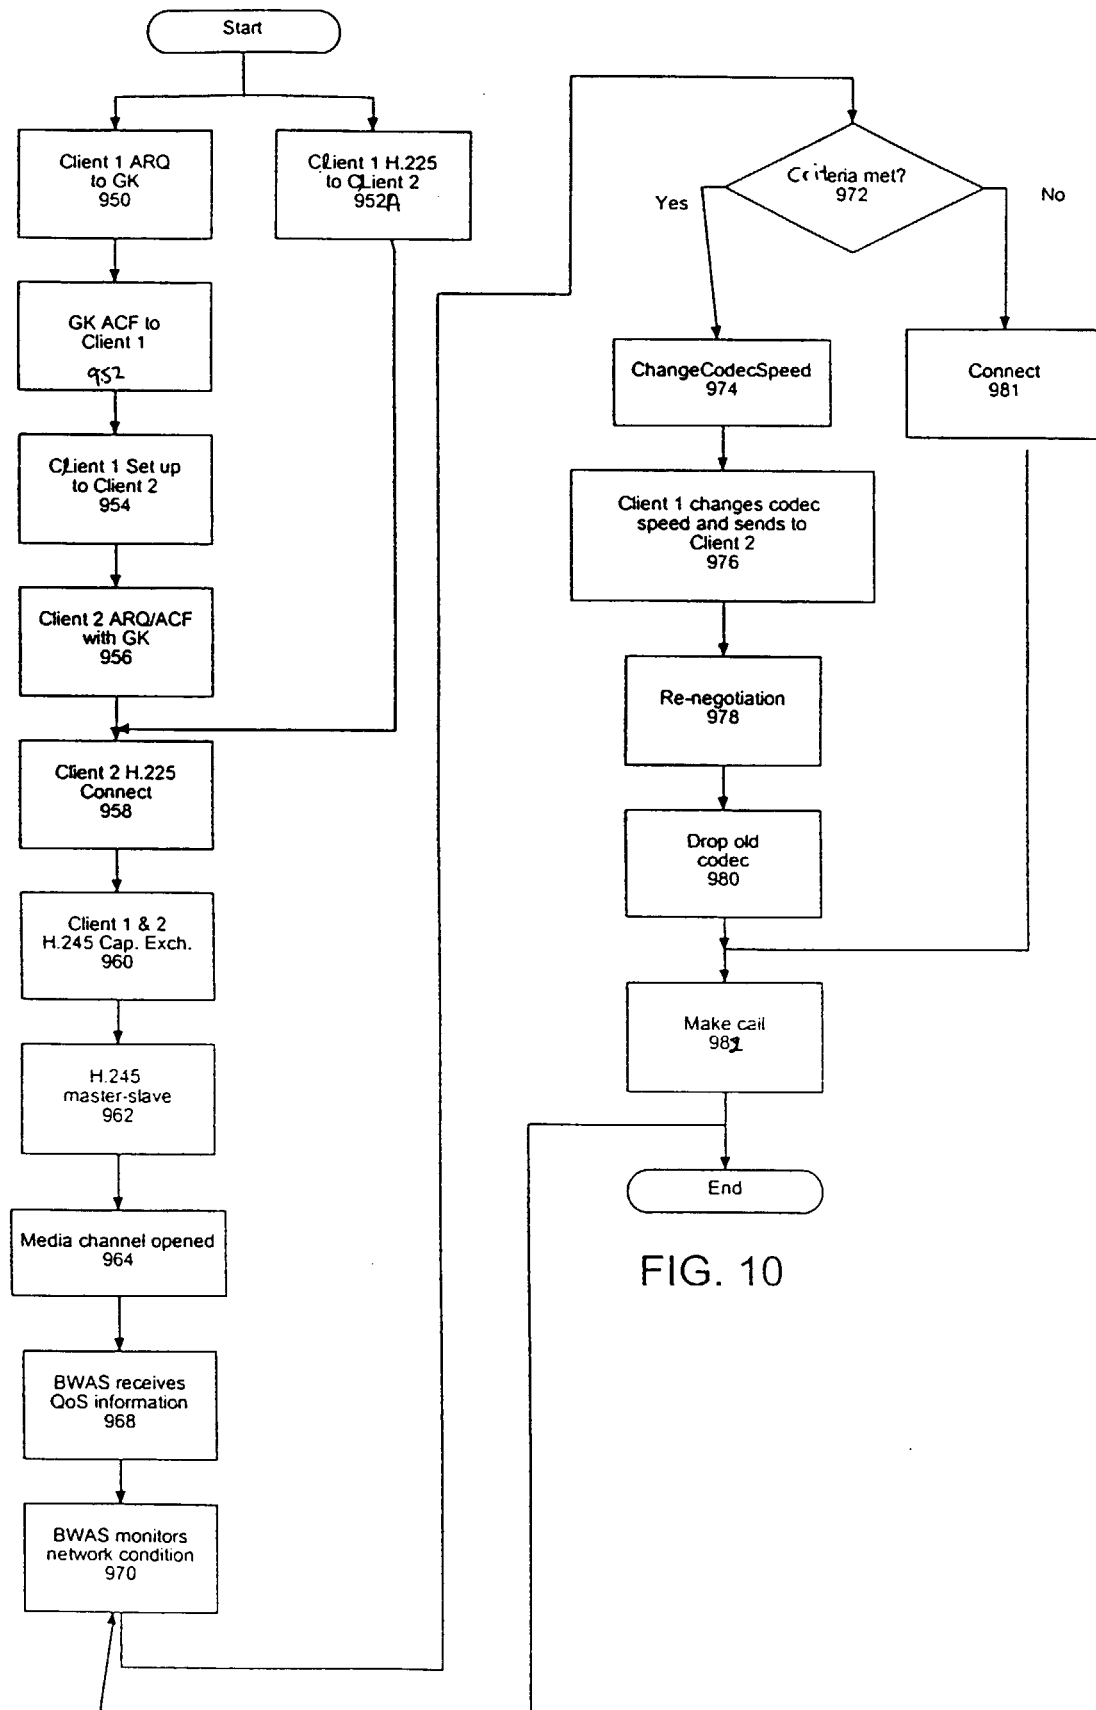 Start
Client 1 ARQ
to GK
950
Client 1 H.225
to CLient 2
952A
GK ACF to
Client 1
952
Client 1 Set up
to Client 2
954
Client 2 ARQ/ACF
with GK
956
Client 2 H.225
Connect
958
Client 1 & 2
H.245 Cap. Exch.
960
H.245
master-slave
962
Media channel opened
964
BWAS receives
QoS information
968
BWAS monitors
network condition
970
Criteria met?
972
Yes
No
ChangeCodecSpeed
974
Connect
981
Client 1 changes codec
speed and sends to
Client 2
976
Re-negotiation
978
Drop old
codec
980
Make call
982
End
FIG. 10